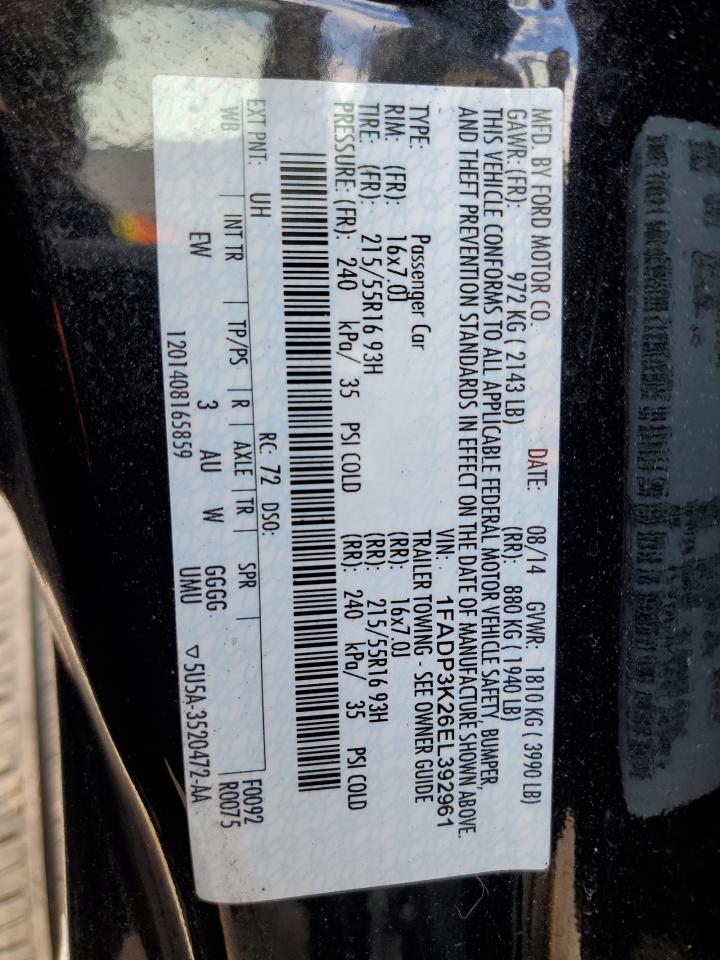 MFD. BY FORD MOTOR CO. DATE: 08/14 GVWR: 1810 KG ( 3990 LB)
GAWR: (FR): 972 KG ( 2143 LB) (RR): 880 KG ( 1940 LB)
THIS VEHICLE CONFORMS TO ALL APPLICABLE FEDERAL MOTOR VEHICLE SAFETY, BUMPER,
AND THEFT PREVENTION STANDARDS IN EFFECT ON THE DATE OF MANUFACTURE SHOWN ABOVE.
VIN: 1FADP3K26EL392961
TYPE: Passenger Car TRAILER TOWING - SEE OWNER GUIDE
RIM: (FR): 16x7.0J (RR): 16x7.0J
TIRE: (FR): 215/55R16 93H (RR): 215/55R16 93H
PRESSURE: (FR): 240 kPa/ 35 PSI COLD (RR): 240 kPa/ 35 PSI COLD
EXT PNT: UH RC: 72 DSO: F0092
WB INT TR TP/PS R AXLE TR SPR R0075
EW 3 AU W GGGG
UMU ▽5U5A-3520472-AA
1201408165859